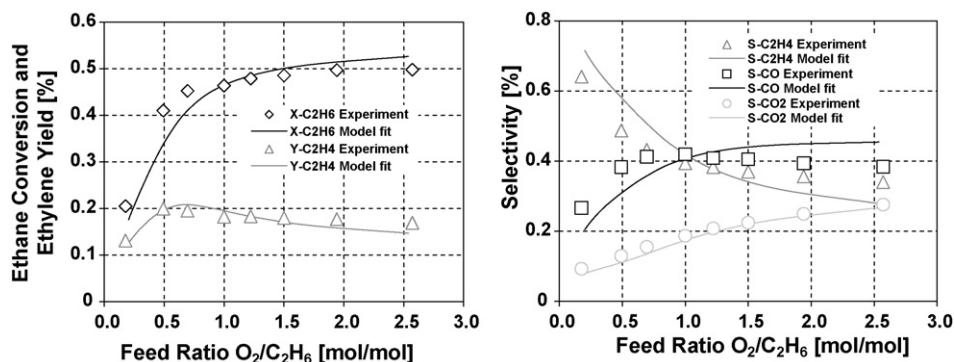 Ethane Conversion and
Ethylene Yield [%]
0.6
0.5
0.4
0.3
0.2
0.1
0
X-C2H6 Experiment
X-C2H6 Model fit
Y-C2H4 Experiment
Y-C2H4 Model fit
0.0 0.5 1.0 1.5 2.0 2.5 3.0
Feed Ratio O₂/C₂H₆ [mol/mol]
Selectivity [%]
0.8
0.6
0.4
0.2
0
S-C2H4 Experiment
S-C2H4 Model fit
S-CO Experiment
S-CO Model fit
S-CO2 Experiment
S-CO2 Model fit
0.0 0.5 1.0 1.5 2.0 2.5 3.0
Feed Ratio O₂/C₂H₆ [mol/mol]